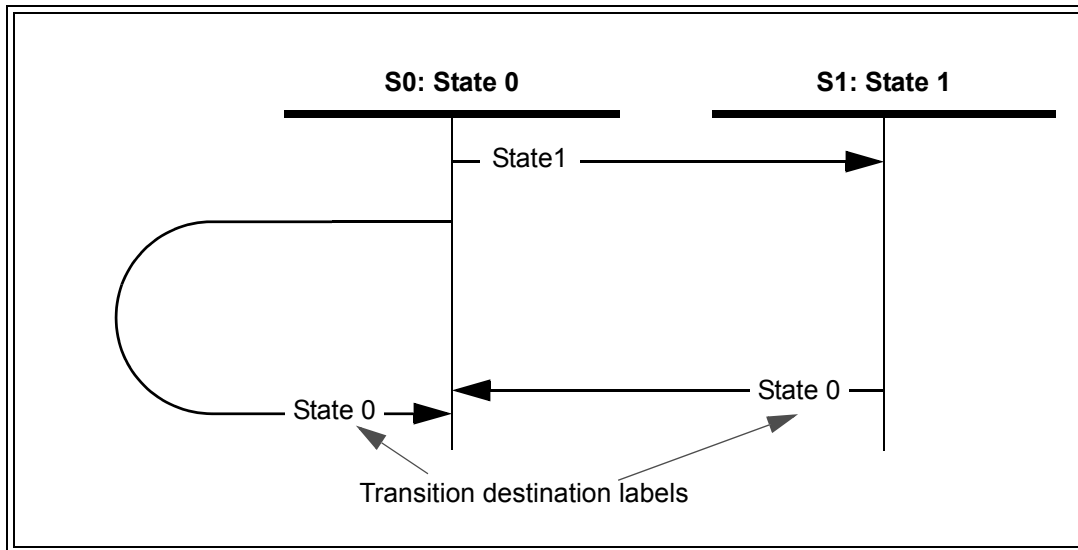 S0: State 0
S1: State 1
State1
State 0
State 0
Transition destination labels